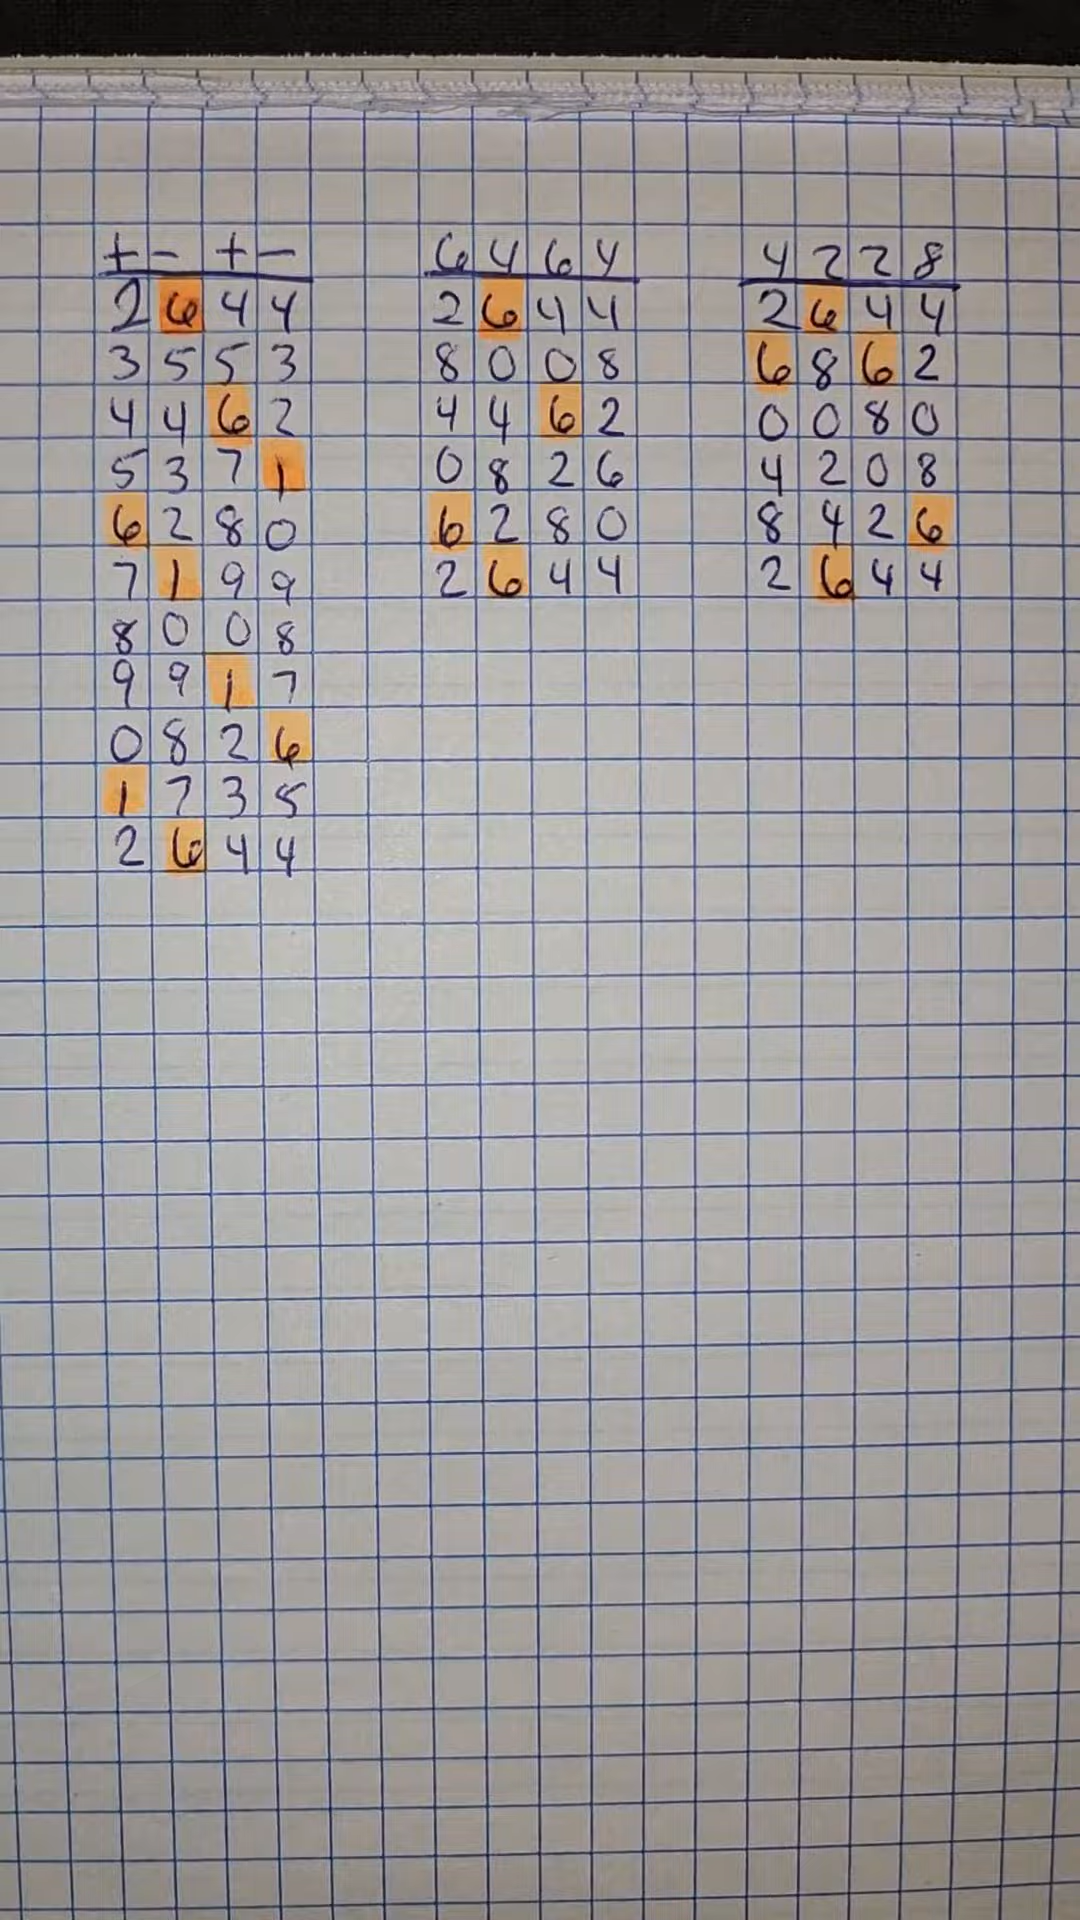 + - + -   6 4 6 4   4 2 2 8
2 6 4 4   2 6 4 4   2 6 4 4
3 5 5 3   8 0 0 8   6 8 6 2
4 4 6 2   4 4 6 2   0 0 8 0
5 3 7 1   0 8 2 6   4 2 0 8
6 2 8 0   6 2 8 0   8 4 2 6
7 1 9 9   2 6 4 4   2 6 4 4
8 0 0 8
9 9 1 7
0 8 2 6
1 7 3 5
2 6 4 4